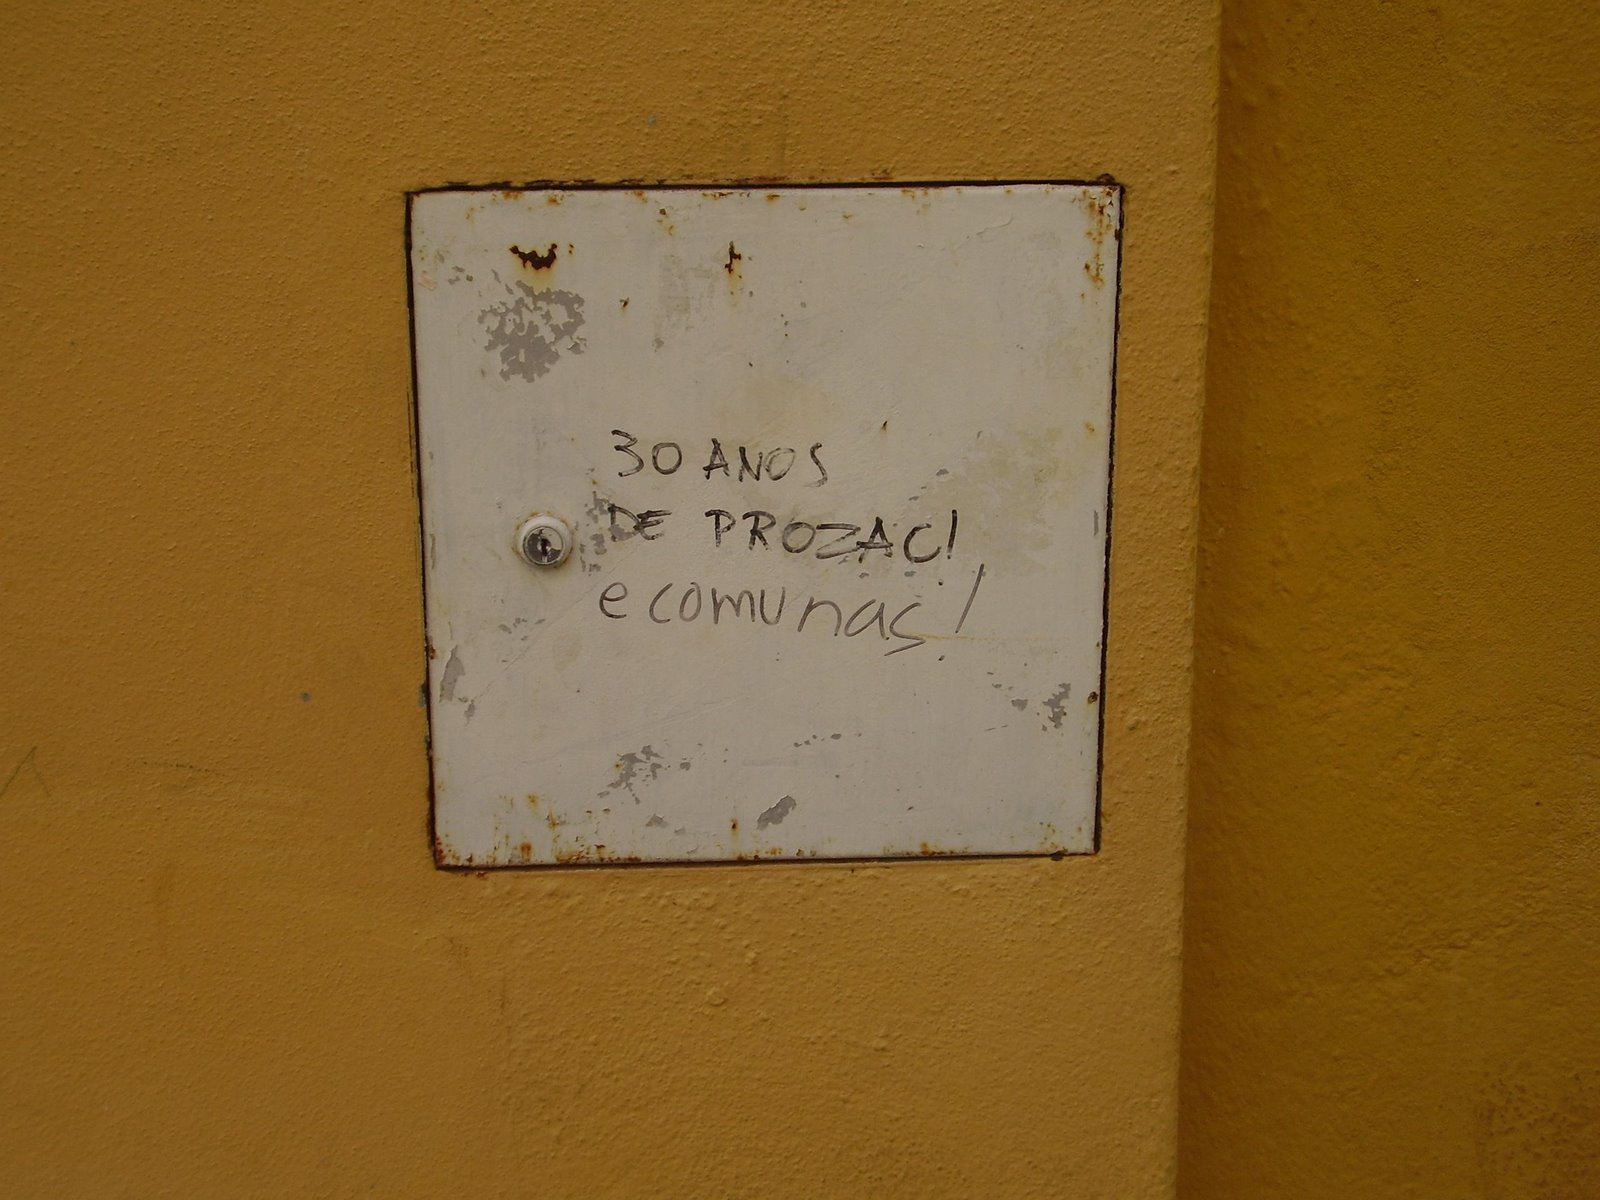 30 ANOS
DE PROZAC!
e comunas!